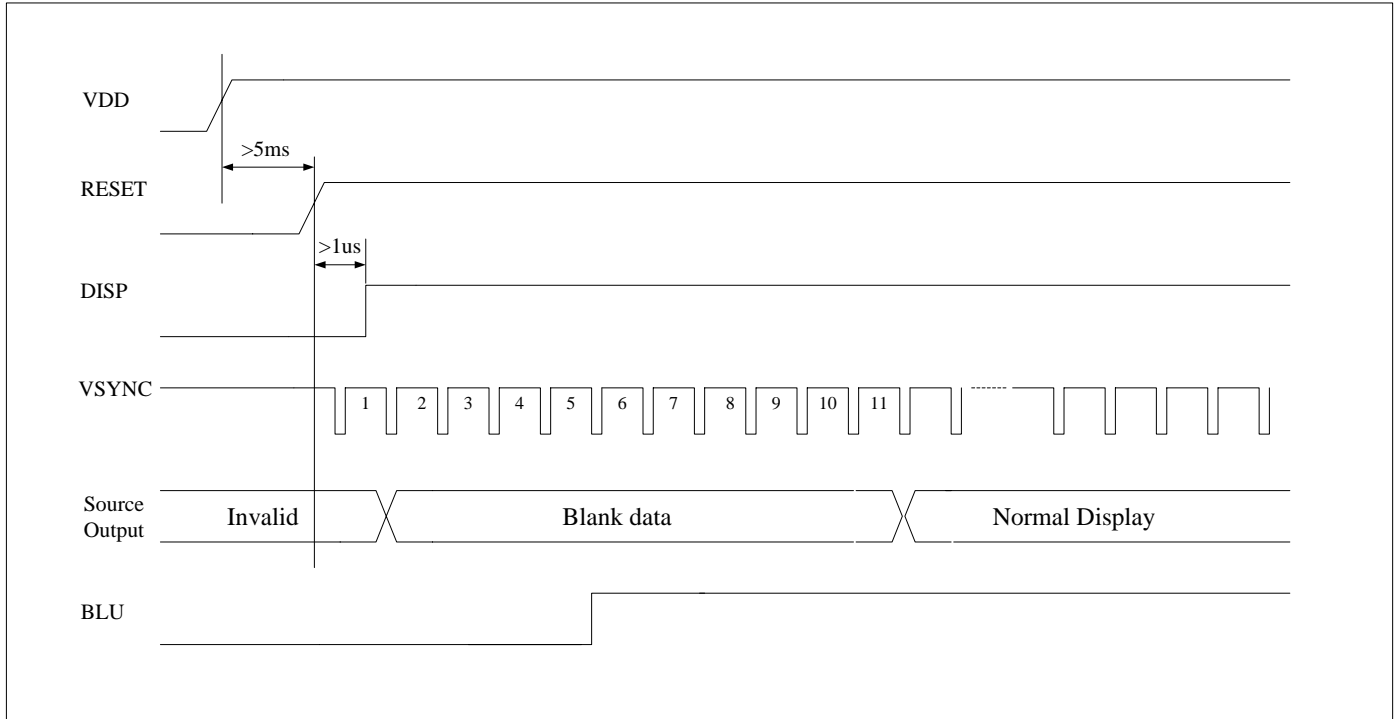 VDD
>5ms
RESET
>1us
DISP
VSYNC
1 2 3 4 5 6 7 8 9 10 11
Source
Output
Invalid
Blank data
Normal Display
BLU